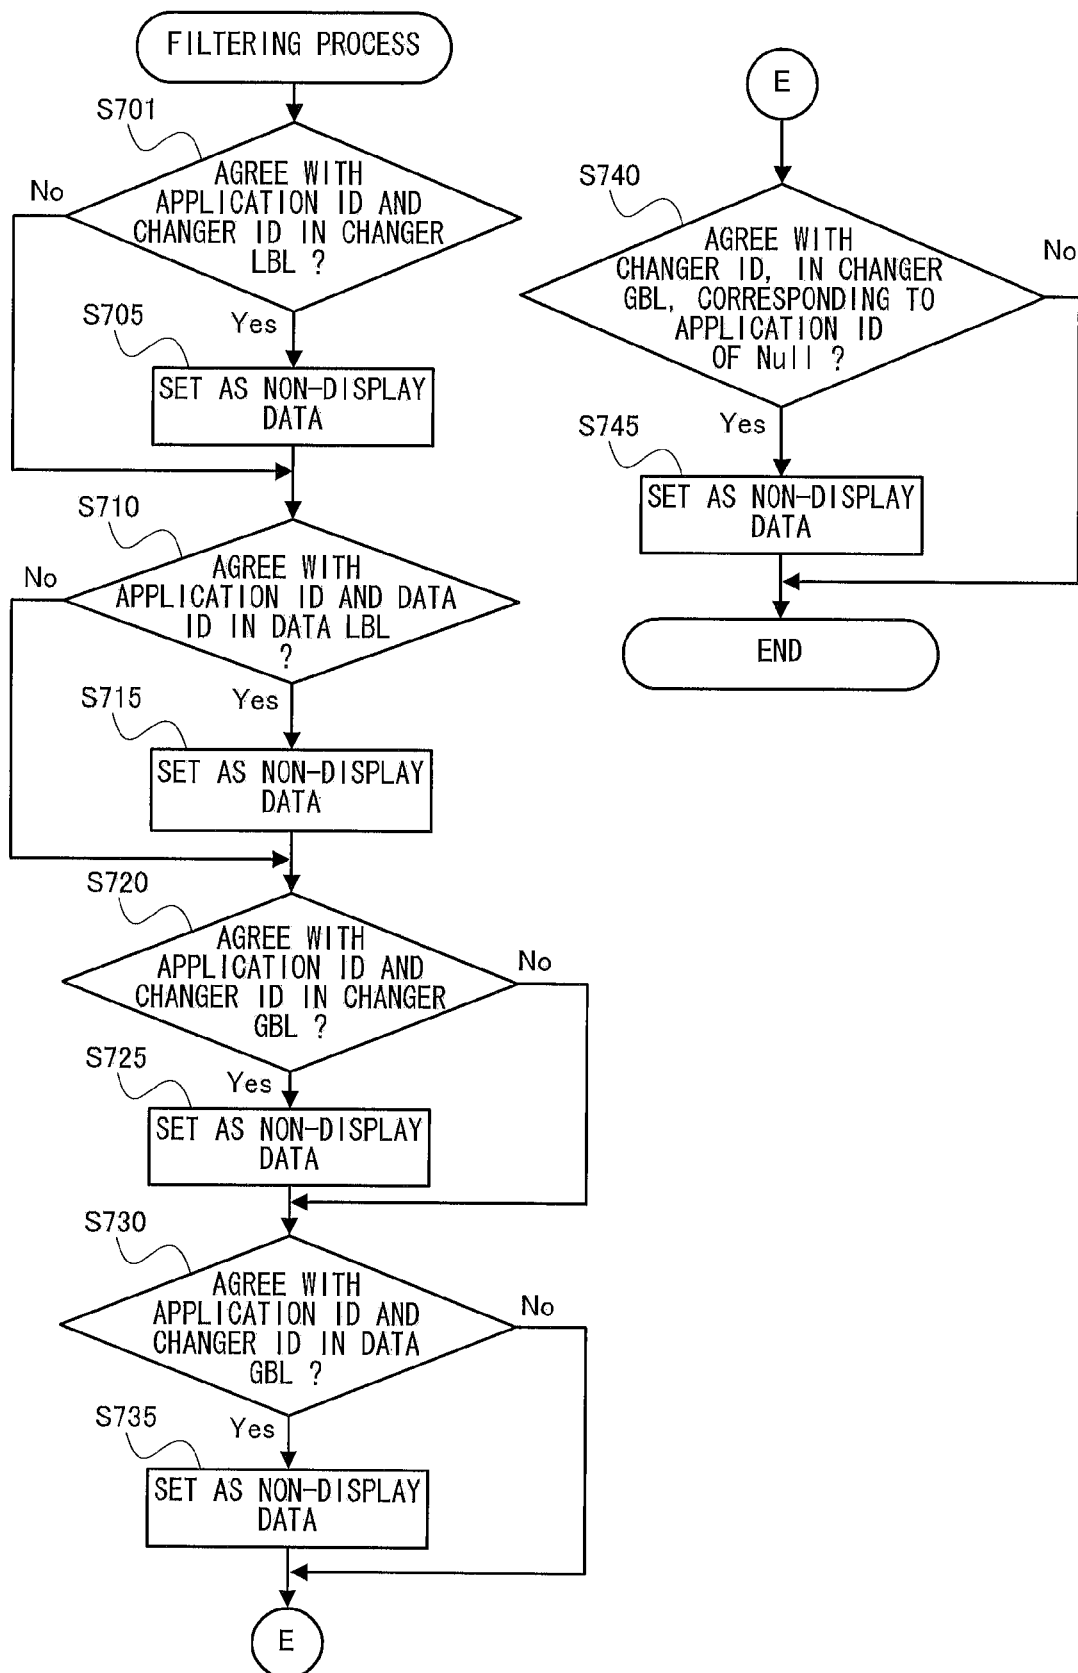 FILTERING PROCESS
S701
AGREE WITH
APPLICATION ID AND
CHANGER ID IN CHANGER
LBL ?
No
Yes
S705
SET AS NON-DISPLAY
DATA
S710
AGREE WITH
APPLICATION ID AND DATA
ID IN DATA LBL
?
No
Yes
S715
SET AS NON-DISPLAY
DATA
S720
AGREE WITH
APPLICATION ID AND
CHANGER ID IN CHANGER
GBL ?
No
Yes
S725
SET AS NON-DISPLAY
DATA
S730
AGREE WITH
APPLICATION ID AND
CHANGER ID IN DATA
GBL ?
No
Yes
S735
SET AS NON-DISPLAY
DATA
E
E
S740
AGREE WITH
CHANGER ID, IN CHANGER
GBL, CORRESPONDING TO
APPLICATION ID
OF Null ?
No
Yes
S745
SET AS NON-DISPLAY
DATA
END